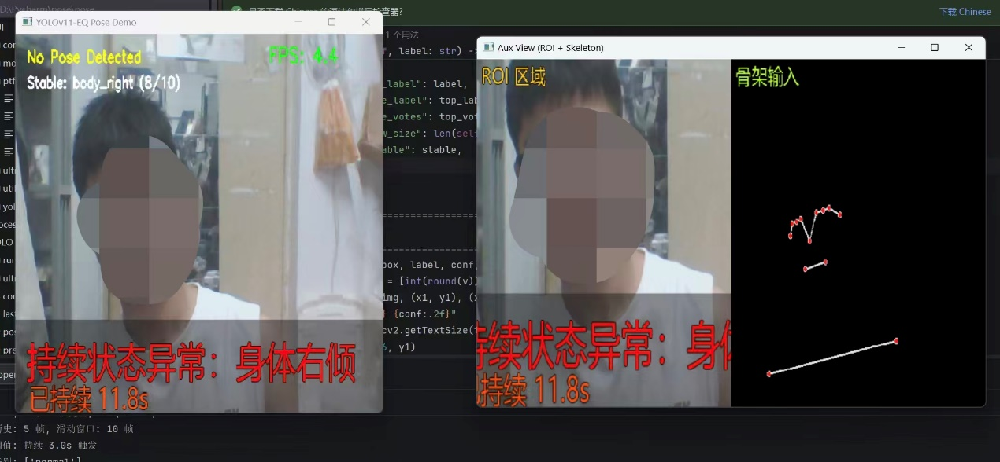 D:\Pycharm\pose\pose
是否下载 Chinese 的语法和拼写检查器?
下载 Chinese
YOLOv11-EQ Pose Demo
No Pose Detected
FPS: 4.4
Stable: body_right (8/10)
持续状态异常: 身体右倾
已持续 11.8s
1 个用法
f, label: str) -
_label": label,
e_label": top_lab
e_votes": top_vot
w_size": len(self
able": stable,
box, label, conf,
= [int(round(v))
img, (x1, y1), (x
} {conf:.2f}"
cv2.getTextSize(
, y1)
Aux View (ROI + Skeleton)
ROI 区域
骨架输入
持续状态异常: 身体
持续 11.8s
历史: 5 帧, 滑动窗口: 10 帧
值: 持续 3.0s 触发
: ['normal']